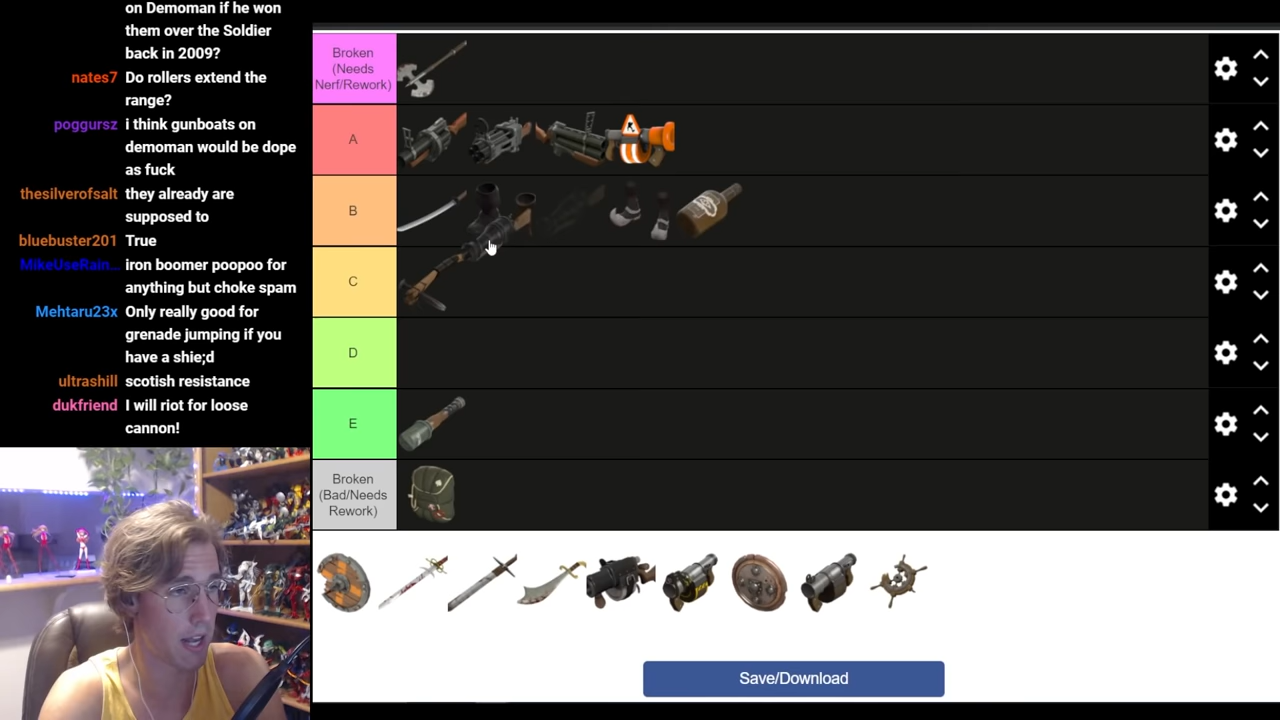 on Demoman if he won
them over the Soldier
back in 2009?
nates7 Do rollers extend the
range?
poggursz i think gunboats on
demoman would be dope
as fuck
thesilverofsalt they already are
supposed to
bluebuster201 True
MikeUseRain... iron boomer poopoo for
anything but choke spam
Mehtaru23x Only really good for
grenade jumping if you
have a shie;d
ultrashill scotish resistance
dukfriend I will riot for loose
cannon!
Broken
(Needs
Nerf/Rework)
A
B
C
D
E
Broken
(Bad/Needs
Rework)
Save/Download